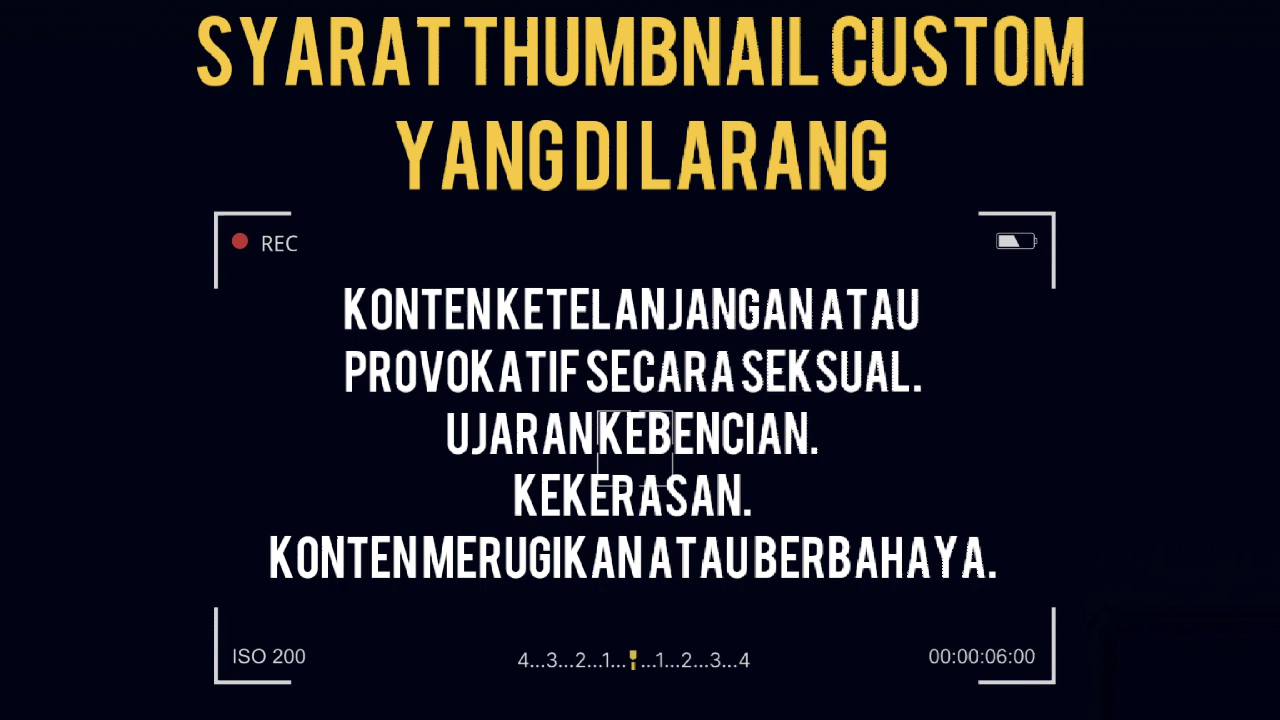 SYARAT THUMBNAIL CUSTOM
YANG DILARANG
REC
KONTEN KETELANJANGAN ATAU
PROVOKATIF SECARA SEKSUAL.
UJARAN KEBENCIAN.
KEKERASAN.
KONTEN MERUGIKAN ATAU BERBAHAYA.
ISO 200
4...3...2...1...ꜝ...1...2...3...4
00:00:06:00